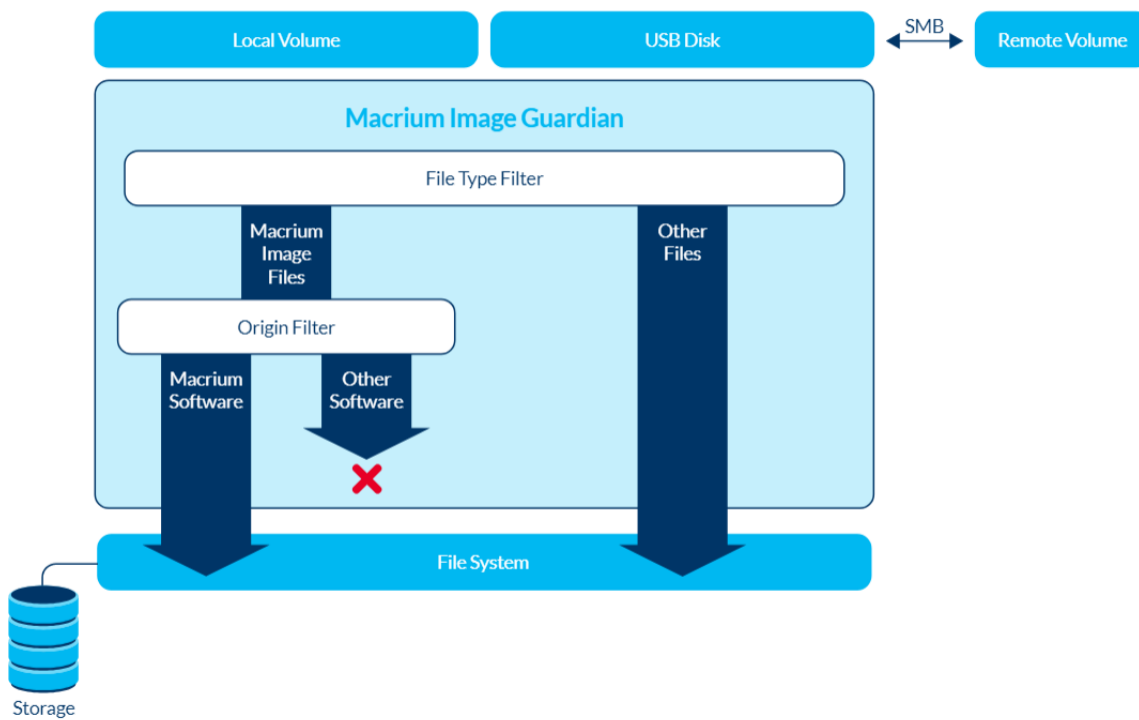 Local Volume
USB Disk
SMB
Remote Volume
Macrium Image Guardian
File Type Filter
Macrium
Image
Files
Other
Files
Origin Filter
Macrium
Software
Other
Software
File System
Storage